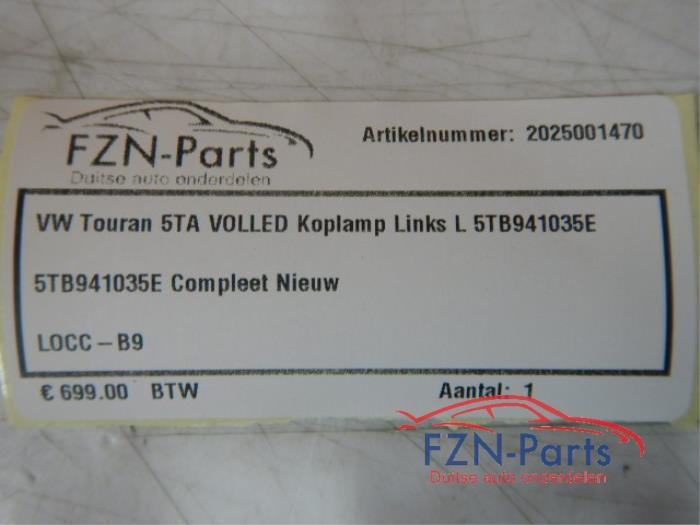 FZN-Parts
Duitse auto onderdelen
Artikelnummer: 2025001470
VW Touran 5TA VOLLED Koplamp Links L 5TB941035E
5TB941035E Compleet Nieuw
LOCC-B9
€ 699.00 BTW Aantal: 1
FZN-Parts
Duitse auto onderdelen